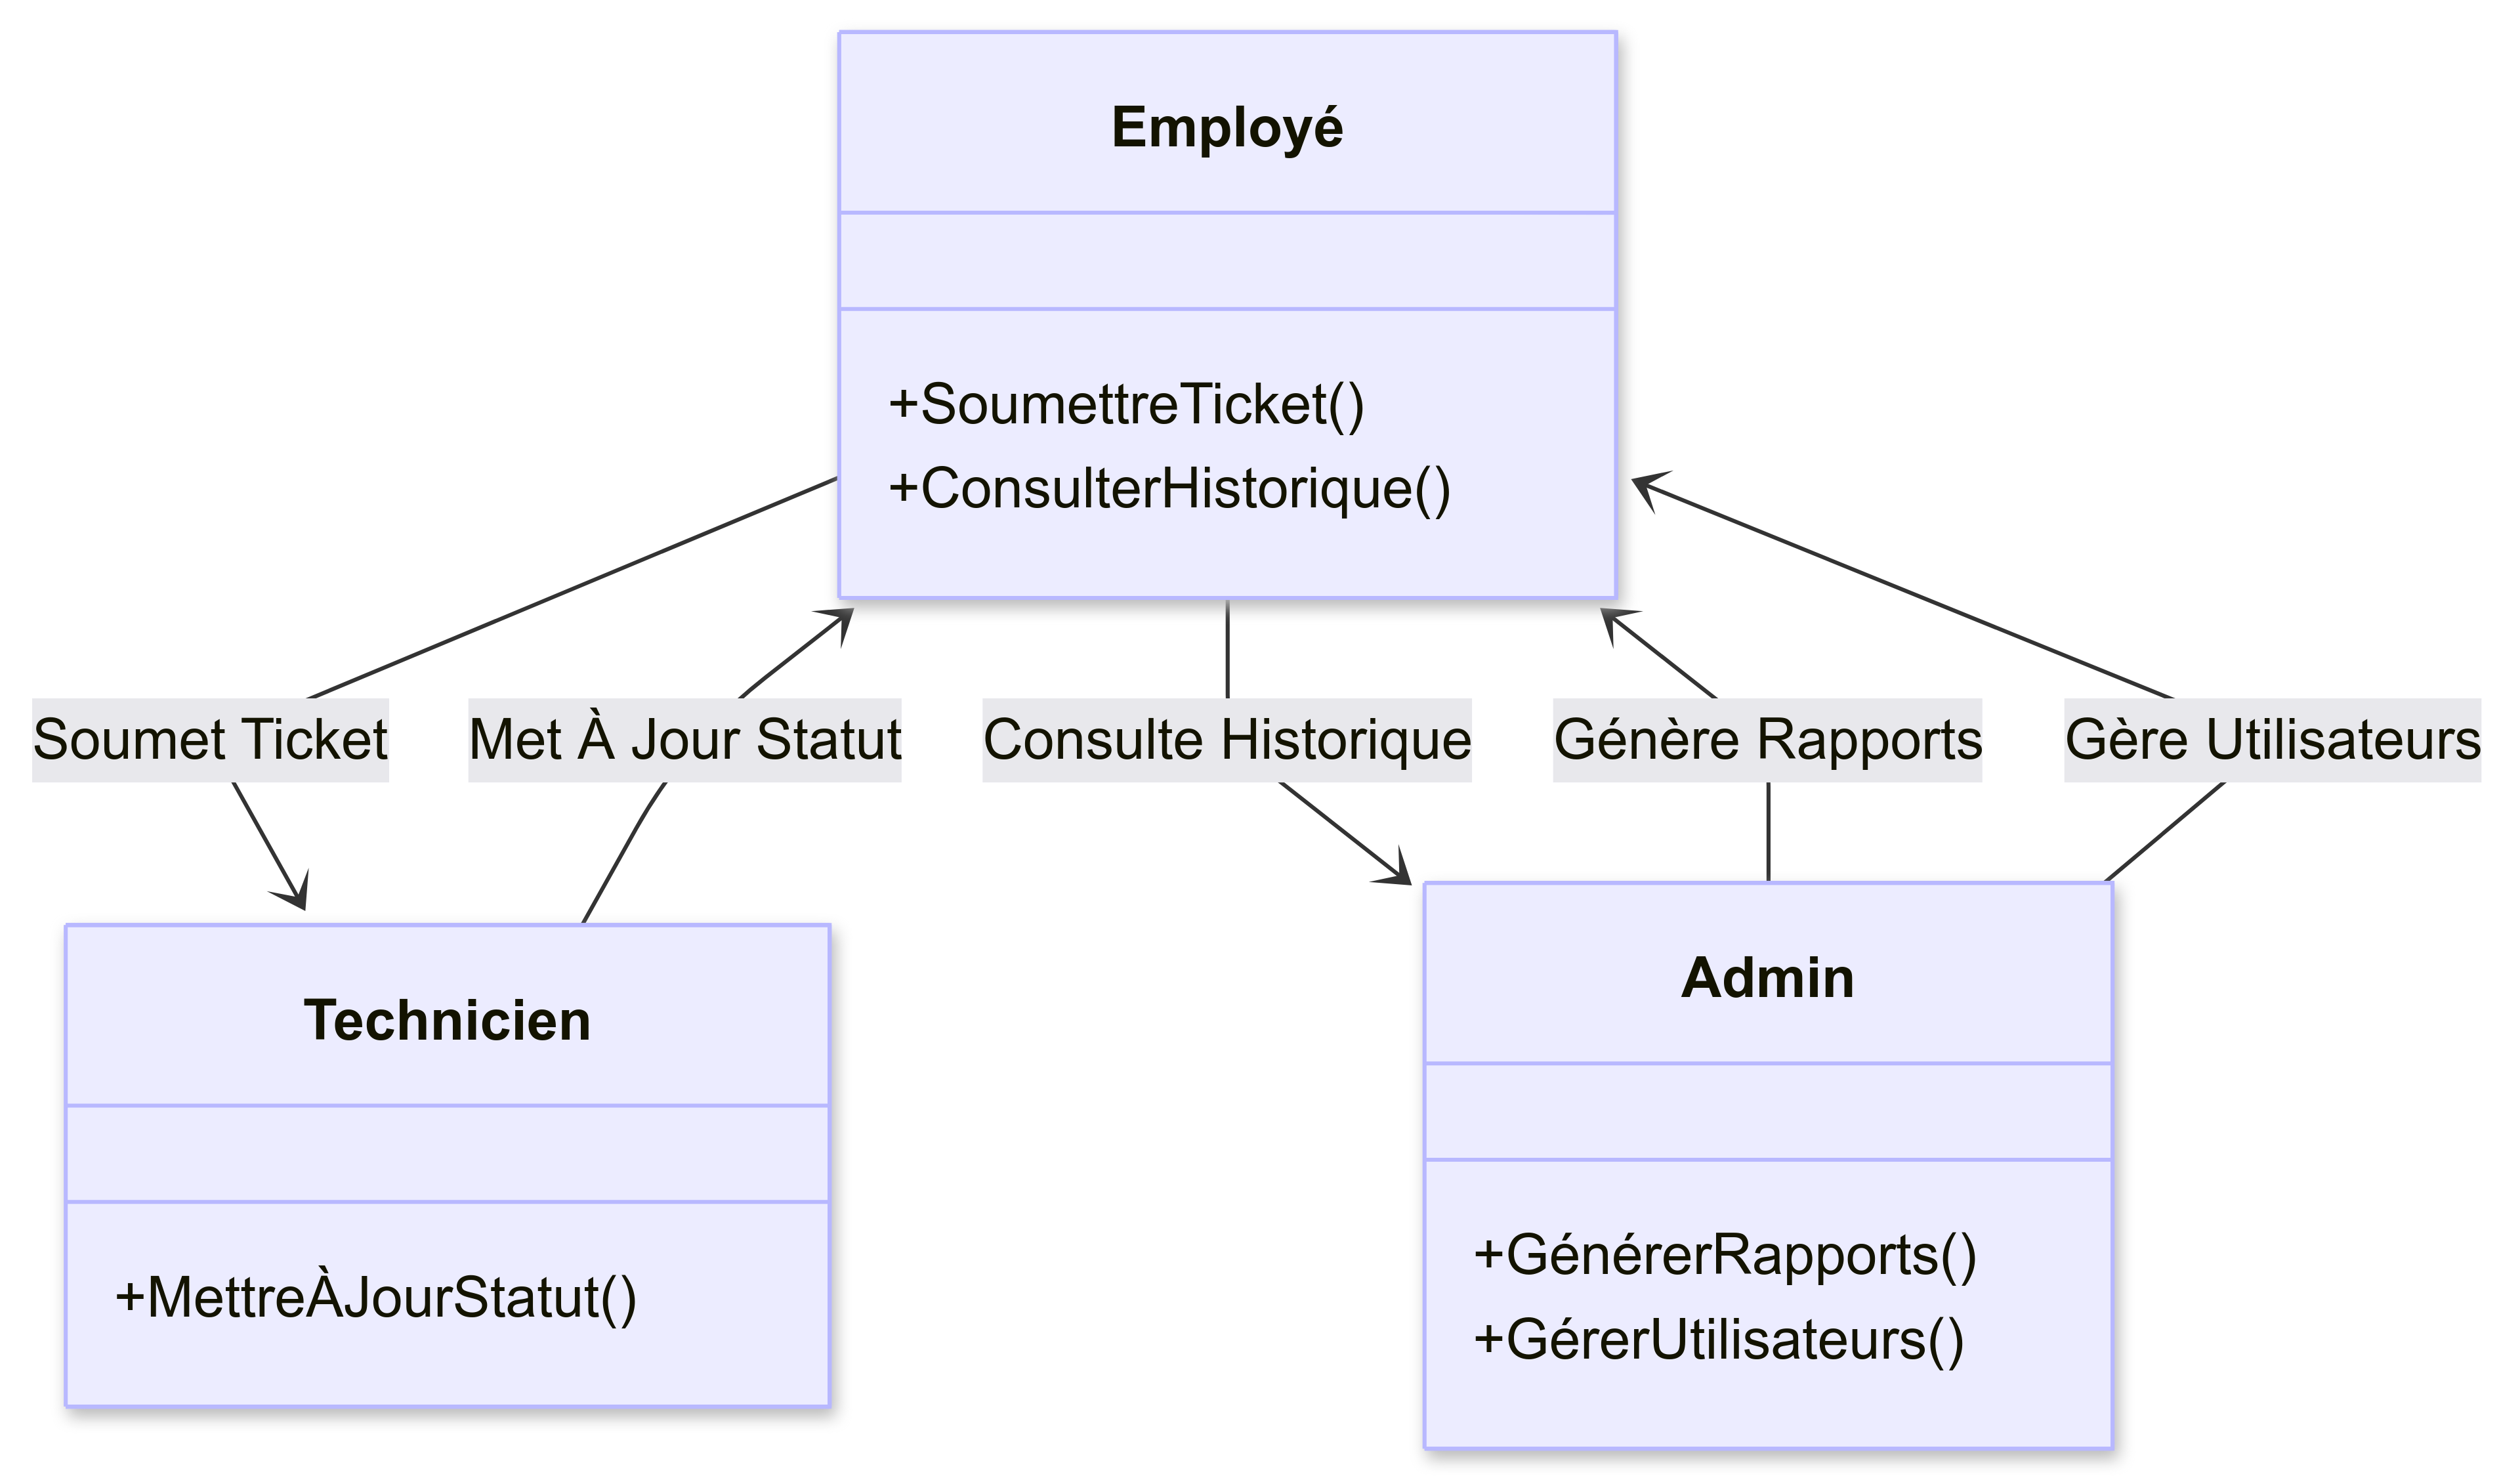 Employé
+SoumettreTicket()
+ConsulterHistorique()
Soumet Ticket
Met À Jour Statut
Consulte Historique
Génère Rapports
Gère Utilisateurs
Technicien
+MettreÀJourStatut()
Admin
+GénérerRapports()
+GérerUtilisateurs()